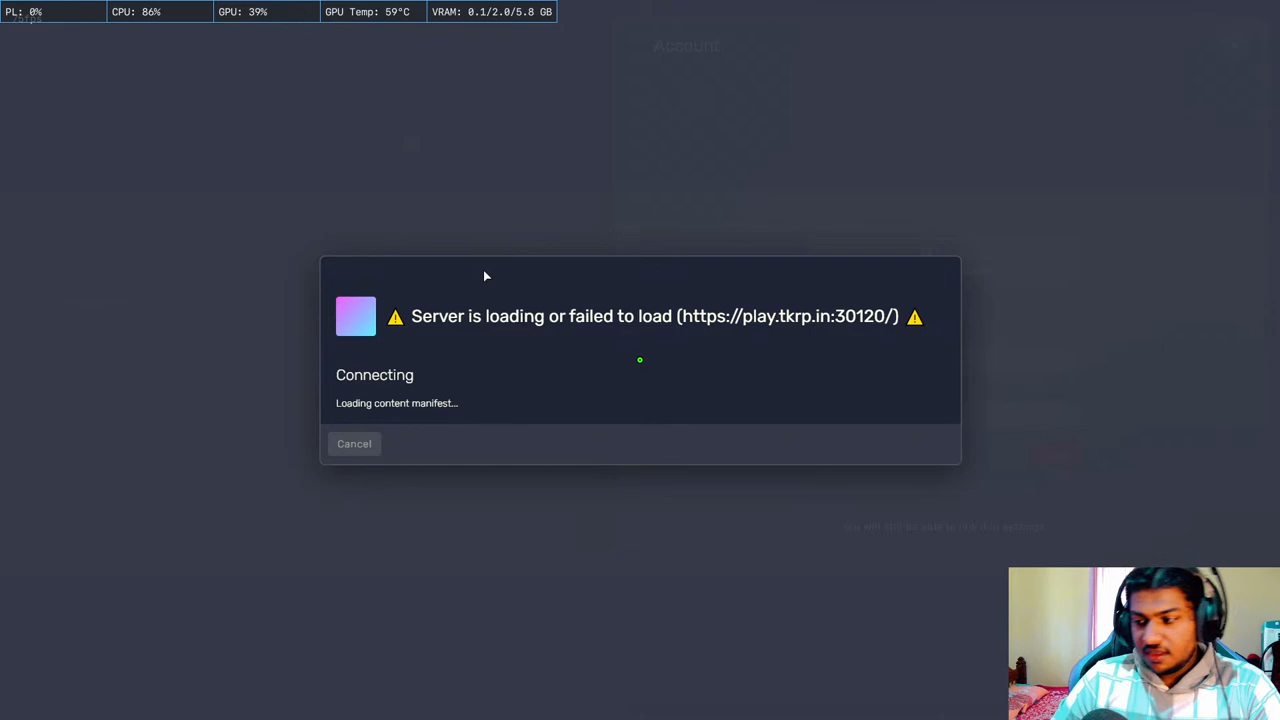 PL: 0%
CPU: 86%
GPU: 39%
GPU Temp: 59°C
VRAM: 0.1/2.0/5.8 GB
Account
⚠ Server is loading or failed to load (https://play.tkrp.in:30120/) ⚠
Connecting
Loading content manifest...
Cancel